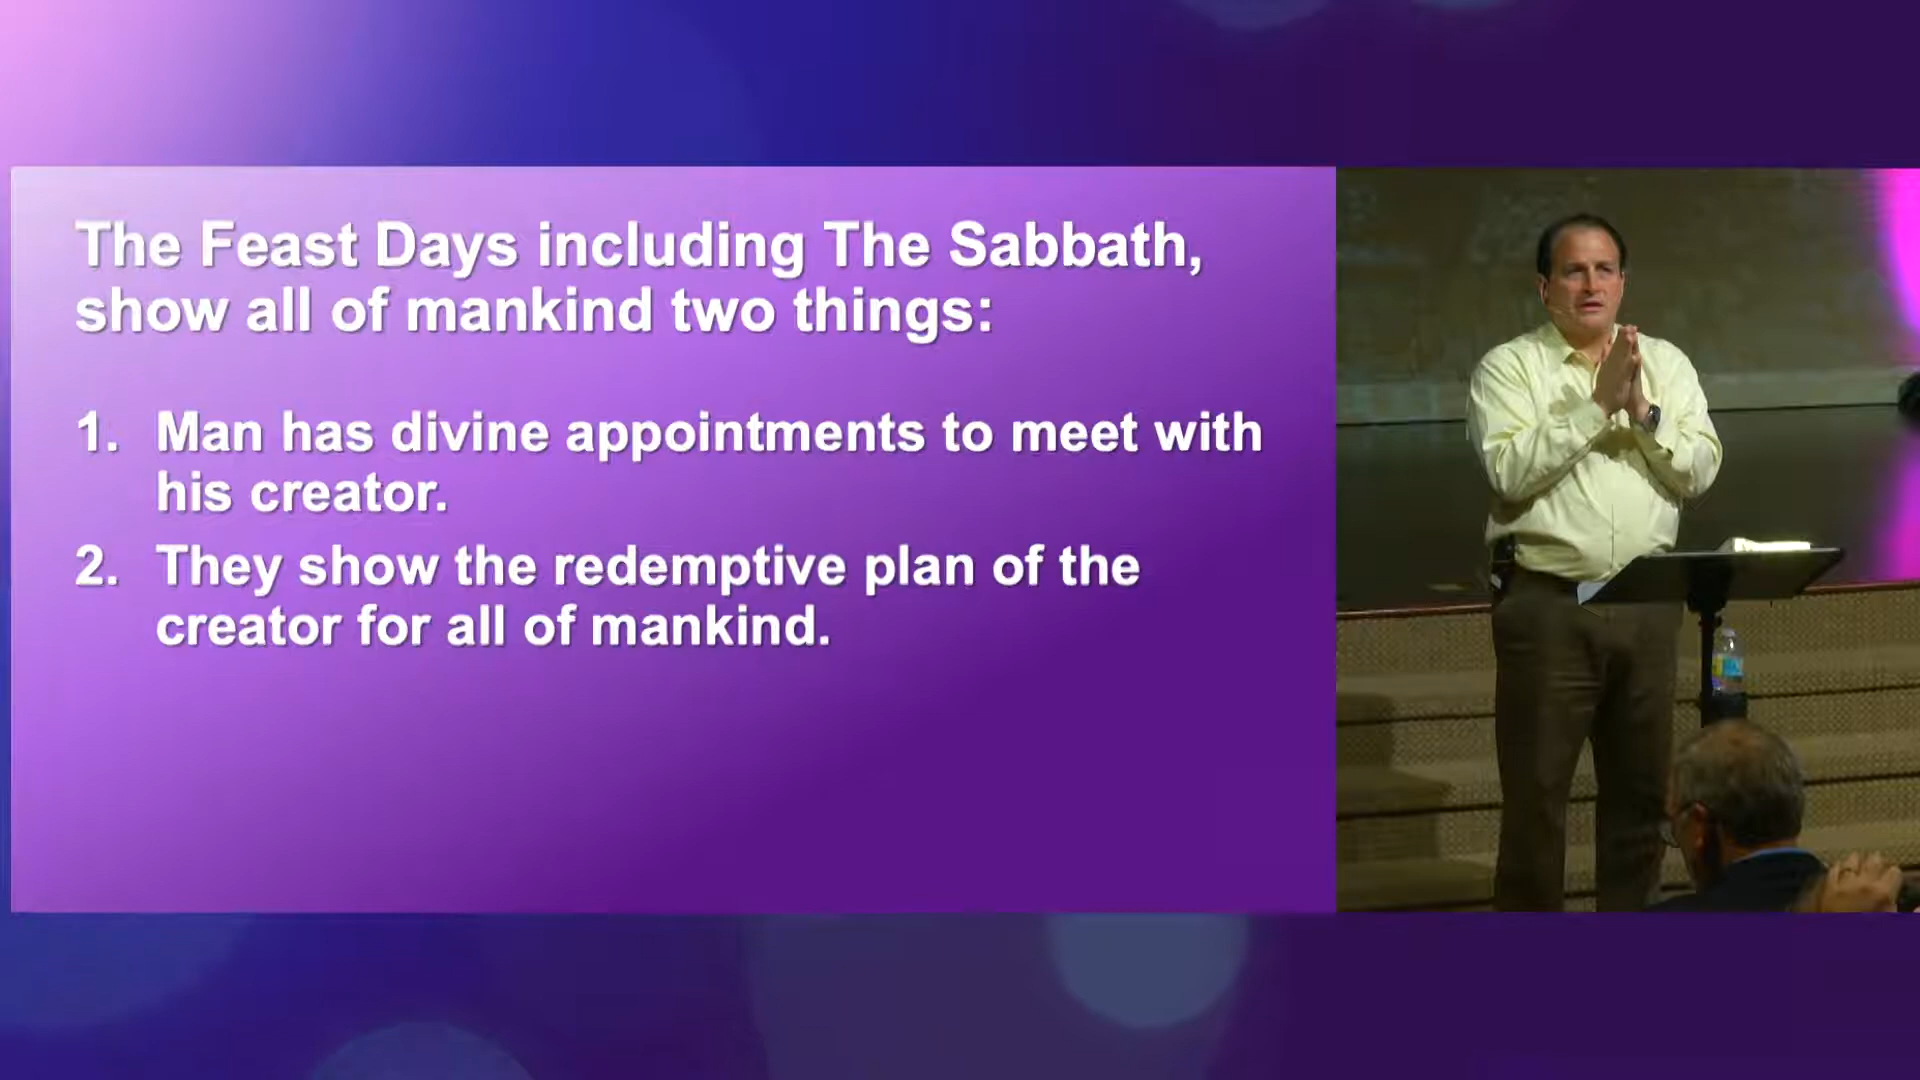 The Feast Days including The Sabbath,
show all of mankind two things:
1. Man has divine appointments to meet with
his creator.
2. They show the redemptive plan of the
creator for all of mankind.